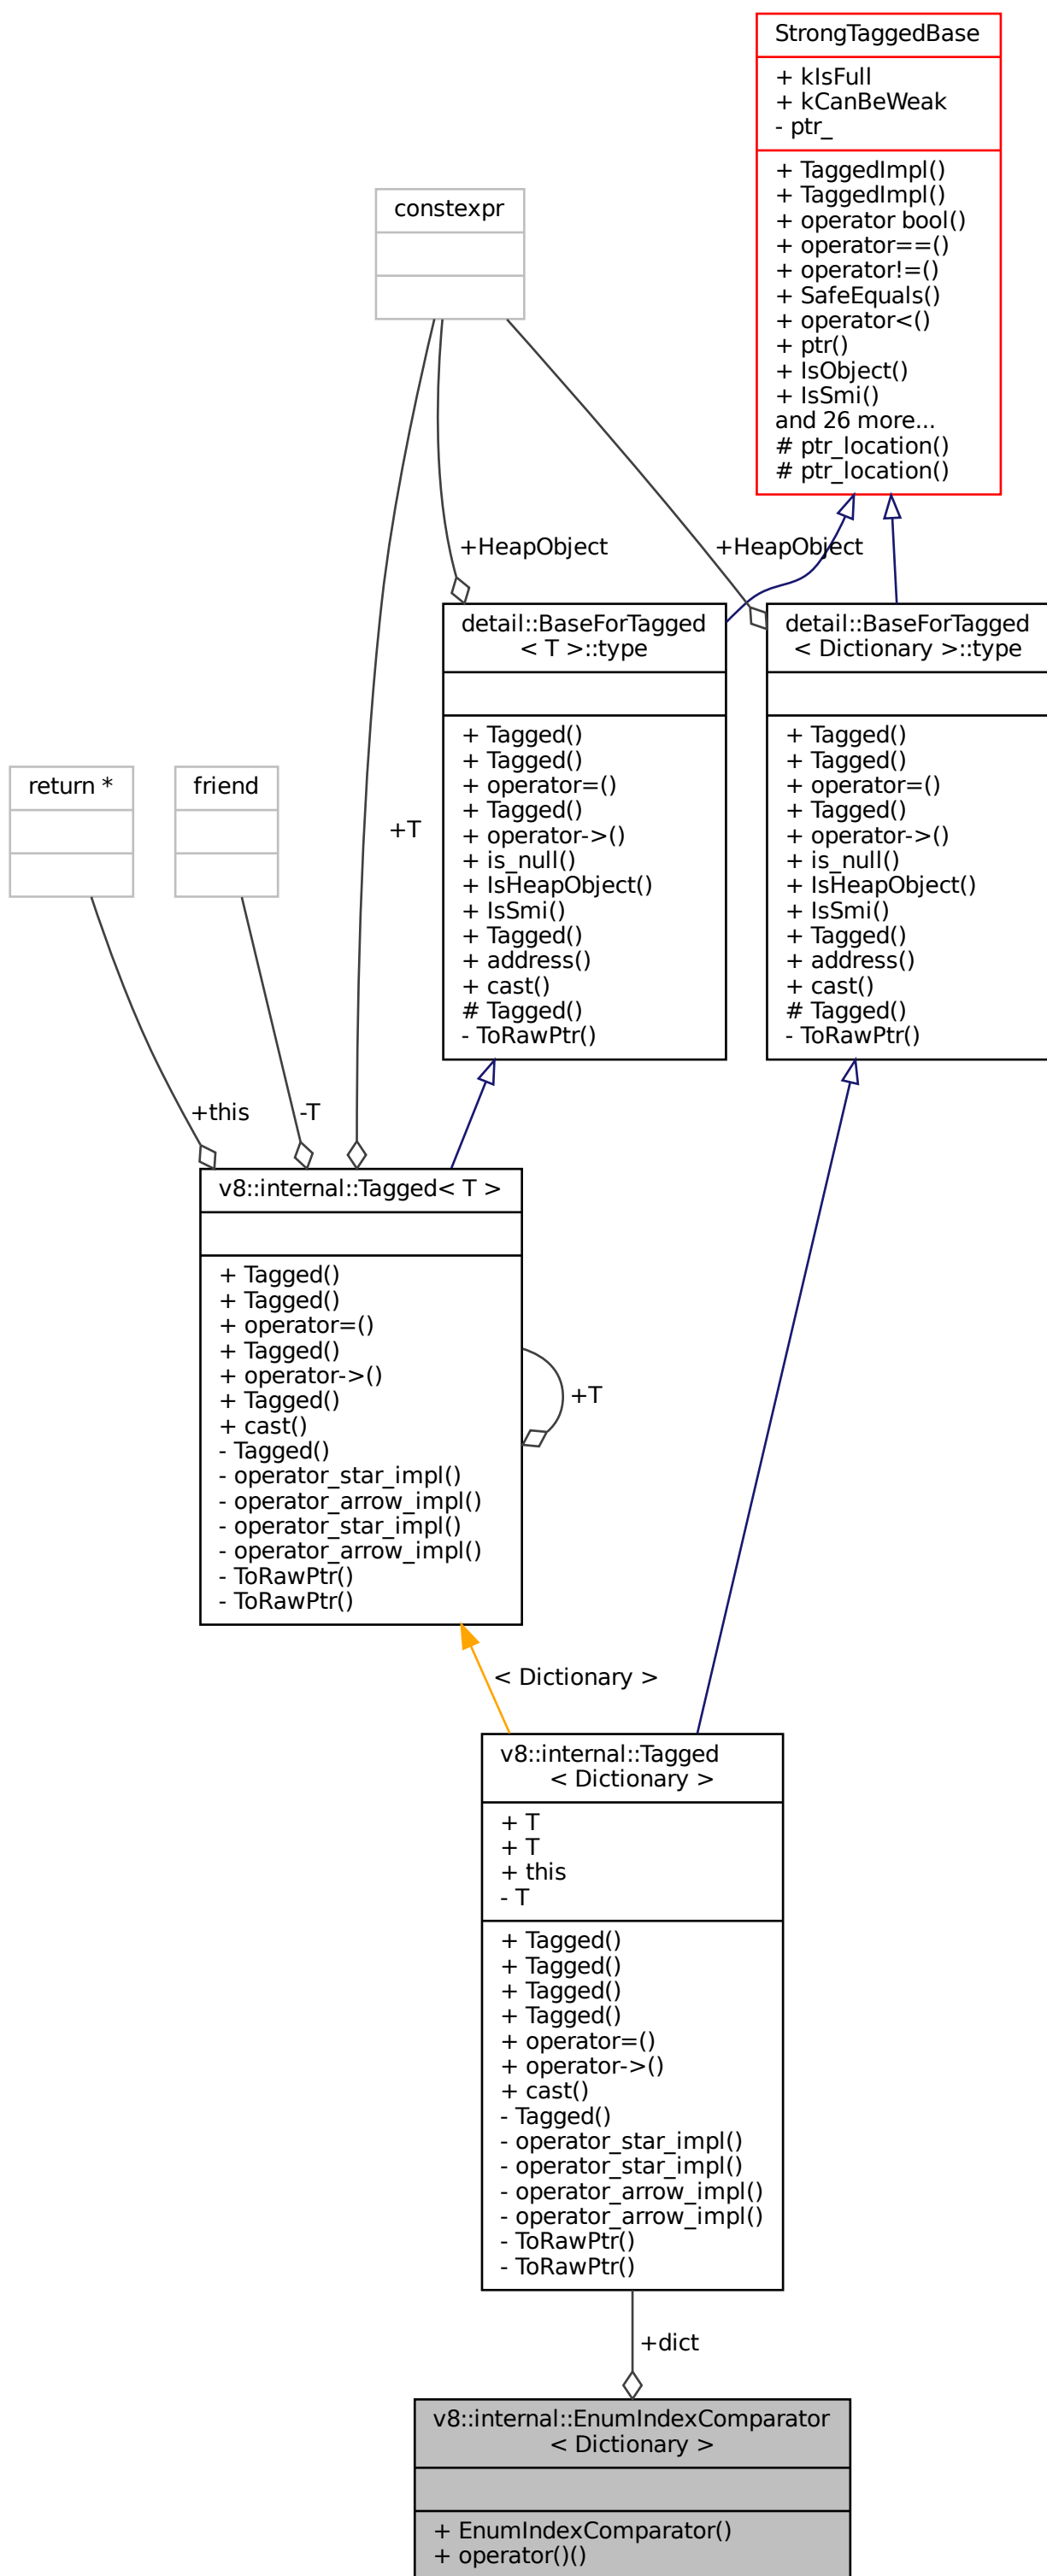 StrongTaggedBase
+ kIsFull
+ kCanBeWeak
- ptr_
+ TaggedImpl()
+ TaggedImpl()
+ operator bool()
+ operator==()
+ operator!=()
+ SafeEquals()
+ operator<()
+ ptr()
+ IsObject()
+ IsSmi()
and 26 more...
# ptr_location()
# ptr_location()
constexpr
+HeapObject
+HeapObject
detail::BaseForTagged
< T >::type
+ Tagged()
+ Tagged()
+ operator=()
+ Tagged()
+ operator->()
+ is_null()
+ IsHeapObject()
+ IsSmi()
+ Tagged()
+ address()
+ cast()
# Tagged()
- ToRawPtr()
detail::BaseForTagged
< Dictionary >::type
+ Tagged()
+ Tagged()
+ operator=()
+ Tagged()
+ operator->()
+ is_null()
+ IsHeapObject()
+ IsSmi()
+ Tagged()
+ address()
+ cast()
# Tagged()
- ToRawPtr()
return *
friend
+T
+this
-T
v8::internal::Tagged< T >
+ Tagged()
+ Tagged()
+ operator=()
+ Tagged()
+ operator->()
+ Tagged()
+ cast()
- Tagged()
- operator_star_impl()
- operator_arrow_impl()
- operator_star_impl()
- operator_arrow_impl()
- ToRawPtr()
- ToRawPtr()
+T
< Dictionary >
v8::internal::Tagged
< Dictionary >
+ T
+ T
+ this
- T
+ Tagged()
+ Tagged()
+ Tagged()
+ Tagged()
+ operator=()
+ operator->()
+ cast()
- Tagged()
- operator_star_impl()
- operator_star_impl()
- operator_arrow_impl()
- operator_arrow_impl()
- ToRawPtr()
- ToRawPtr()
+dict
v8::internal::EnumIndexComparator
< Dictionary >
+ EnumIndexComparator()
+ operator()()